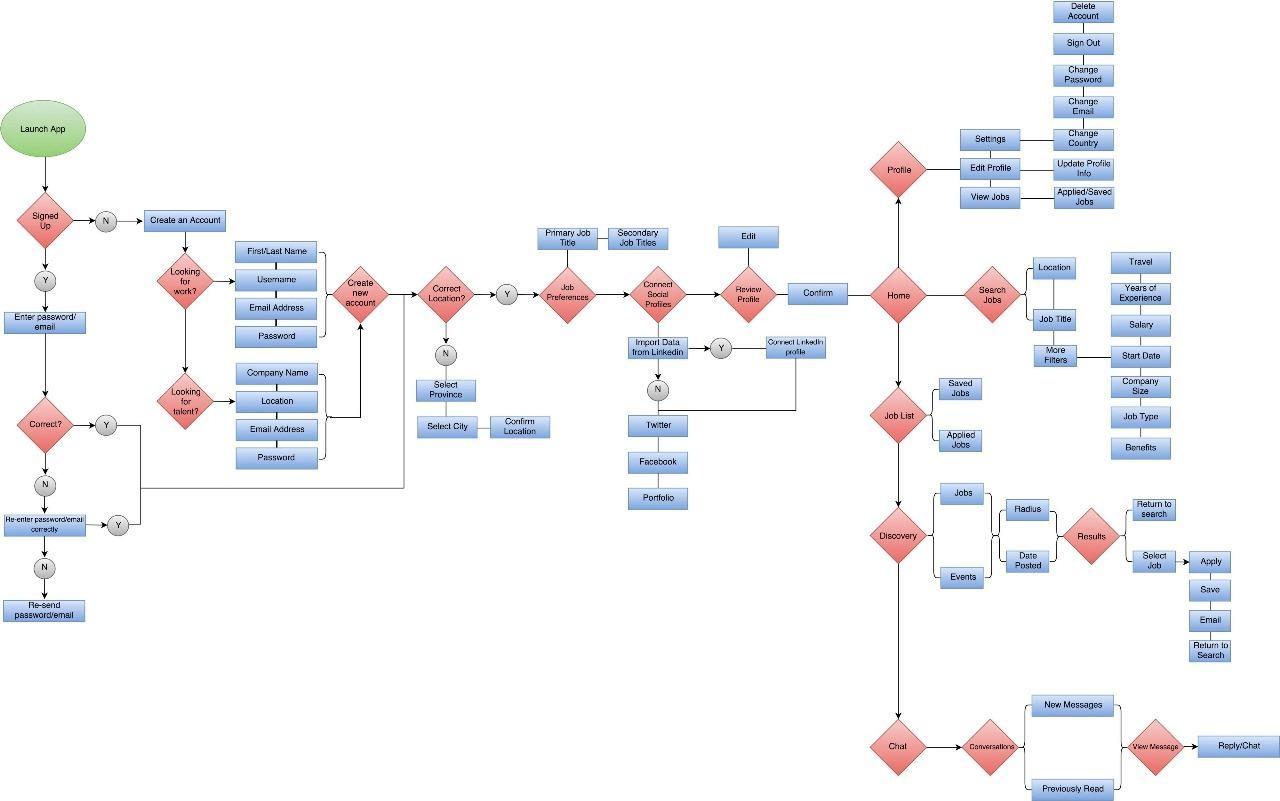 Launch App
Signed
Up
N
Create an Account
Y
Enter password/
email
Correct?
Y
N
Re-enter password/email
correctly
Y
N
Re-send
password/email
Looking
for
work?
First/Last Name
Username
Email Address
Password
Looking
for
talent?
Company Name
Location
Email Address
Password
Create
new
account
Correct
Location?
Y
N
Select
Province
Select City
Confirm
Location
Primary Job
Title
Secondary
Job Titles
Job
Preferences
Connect
Social
Profiles
Import Data
from Linkedin
Y
Connect LinkedIn
profile
N
Twitter
Facebook
Portfolio
Edit
Review
Profile
Confirm
Home
Profile
Settings
Edit Profile
View Jobs
Delete
Account
Sign Out
Change
Password
Change
Email
Change
Country
Update Profile
Info
Applied/Saved
Jobs
Search
Jobs
Location
Job Title
More
Filters
Travel
Years of
Experience
Salary
Start Date
Company
Size
Job Type
Benefits
Job List
Saved
Jobs
Applied
Jobs
Discovery
Jobs
Events
Radius
Date
Posted
Results
Return to
search
Select
Job
Apply
Save
Email
Return to
Search
Chat
Conversations
New Messages
Previously Read
View Message
Reply/Chat